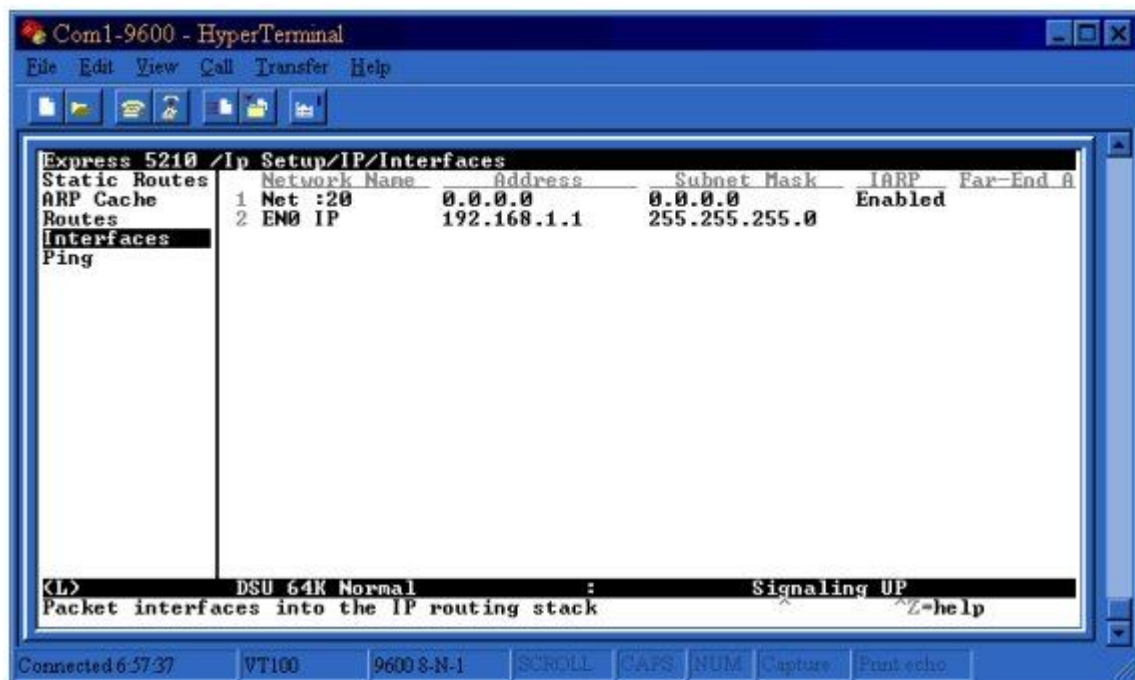 Com1-9600 - HyperTerminal
File Edit View Call Transfer Help
Express 5210 /Ip Setup/IP/Interfaces
Static Routes Network Name Address Subnet Mask IARP Far-End A
ARP Cache 1 Net :20 0.0.0.0 0.0.0.0 Enabled
Routes 2 EN0 IP 192.168.1.1 255.255.255.0
Interfaces
Ping
<L> DSU 64K Normal : Signaling UP
Packet interfaces into the IP routing stack ^ ^Z=help
Connected 6:57:37 VT100 9600 8-N-1 SCROLL CAPS NUM Capture Print echo